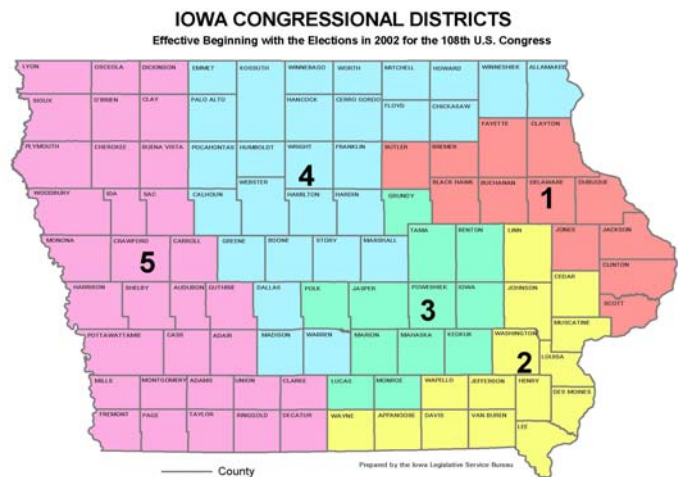 IOWA CONGRESSIONAL DISTRICTS
Effective Beginning with the Elections in 2002 for the 108th U.S. Congress
LYON OSCEOLA DICKINSON EMMET KOSSUTH WINNEBAGO WORTH MITCHELL HOWARD WINNESHIEK ALLAMAKEE
SIOUX O'BRIEN CLAY PALO ALTO HANCOCK CERRO GORDO FLOYD CHICKASAW
FAYETTE CLAYTON
PLYMOUTH CHEROKEE BUENA VISTA POCAHONTAS HUMBOLDT WRIGHT FRANKLIN BUTLER BREMER
4
WEBSTER BLACK HAWK BUCHANAN DELAWARE DUBUQUE
WOODBURY IDA SAC CALHOUN HAMILTON HARDIN GRUNDY
1
MONONA CRAWFORD CARROLL GREENE BOONE STORY MARSHALL TAMA BENTON LINN JONES JACKSON
5
CLINTON
HARRISON SHELBY AUDUBON GUTHRIE DALLAS POLK JASPER POWESHIEK IOWA JOHNSON CEDAR
SCOTT
3
MUSCATINE
POTTAWATTAMIE CASS ADAIR MADISON WARREN MARION MAHASKA KEOKUK WASHINGTON
LOUISA
2
MILLS MONTGOMERY ADAMS UNION CLARKE LUCAS MONROE WAPELLO JEFFERSON HENRY
DES MOINES
FREMONT PAGE TAYLOR RINGGOLD DECATUR WAYNE APPANOOSE DAVIS VAN BUREN
LEE
County
Prepared by the Iowa Legislative Service Bureau